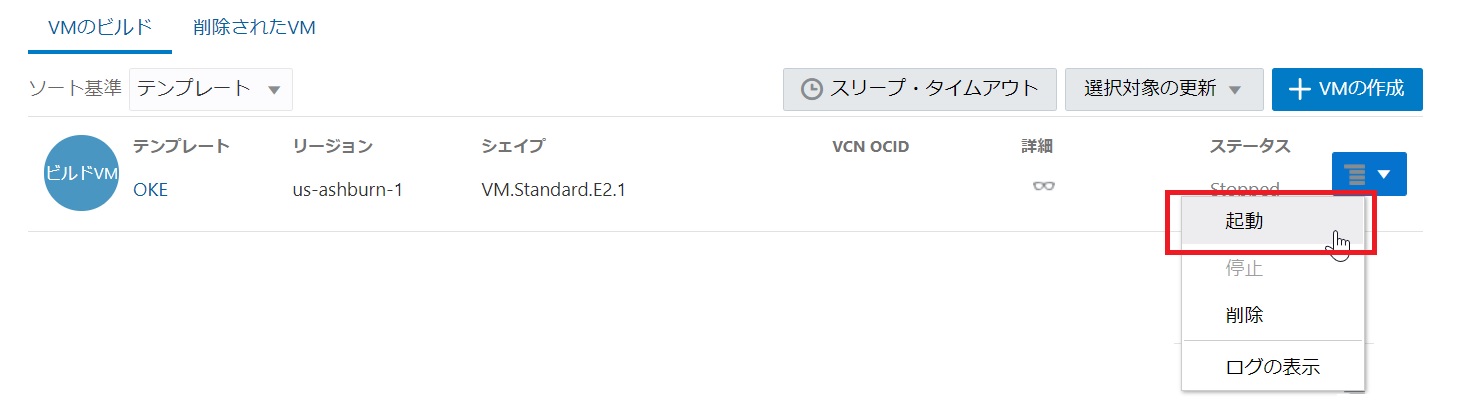 VMのビルド 削除されたVM
ソート基準 テンプレート スリープ・タイムアウト 選択対象の更新 VMの作成
テンプレート リージョン シェイプ VCN OCID 詳細 ステータス
ビルドVM OKE us-ashburn-1 VM.Standard.E2.1 Stopped
起動
停止
削除
ログの表示